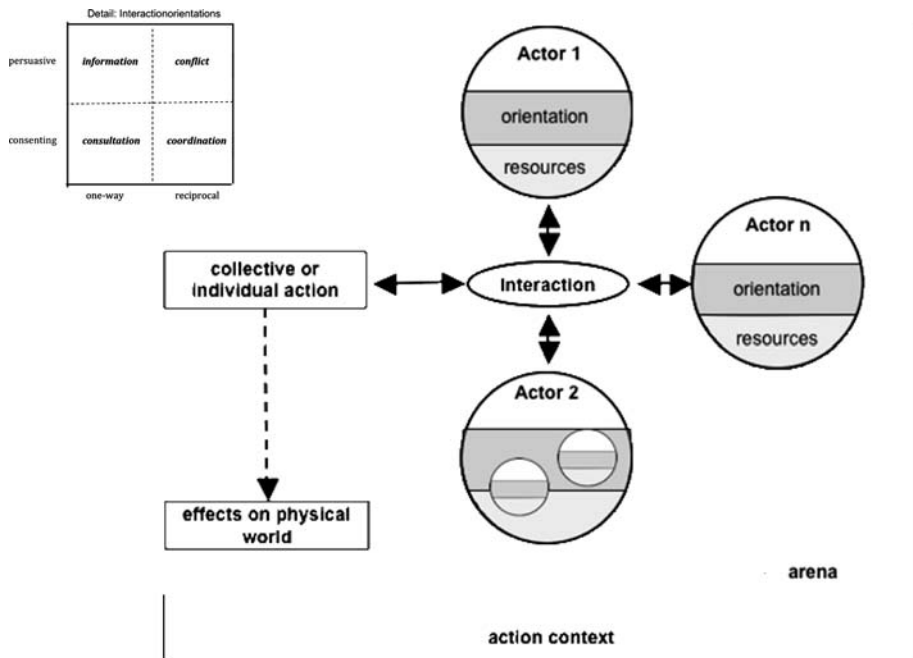 Detail: Interactionorientations
persuasive
information
conflict
consenting
consultation
coordination
one-way
reciprocal
Actor 1
orientation
resources
Actor n
orientation
resources
collective or
individual action
Interaction
Actor 2
effects on physical
world
arena
action context